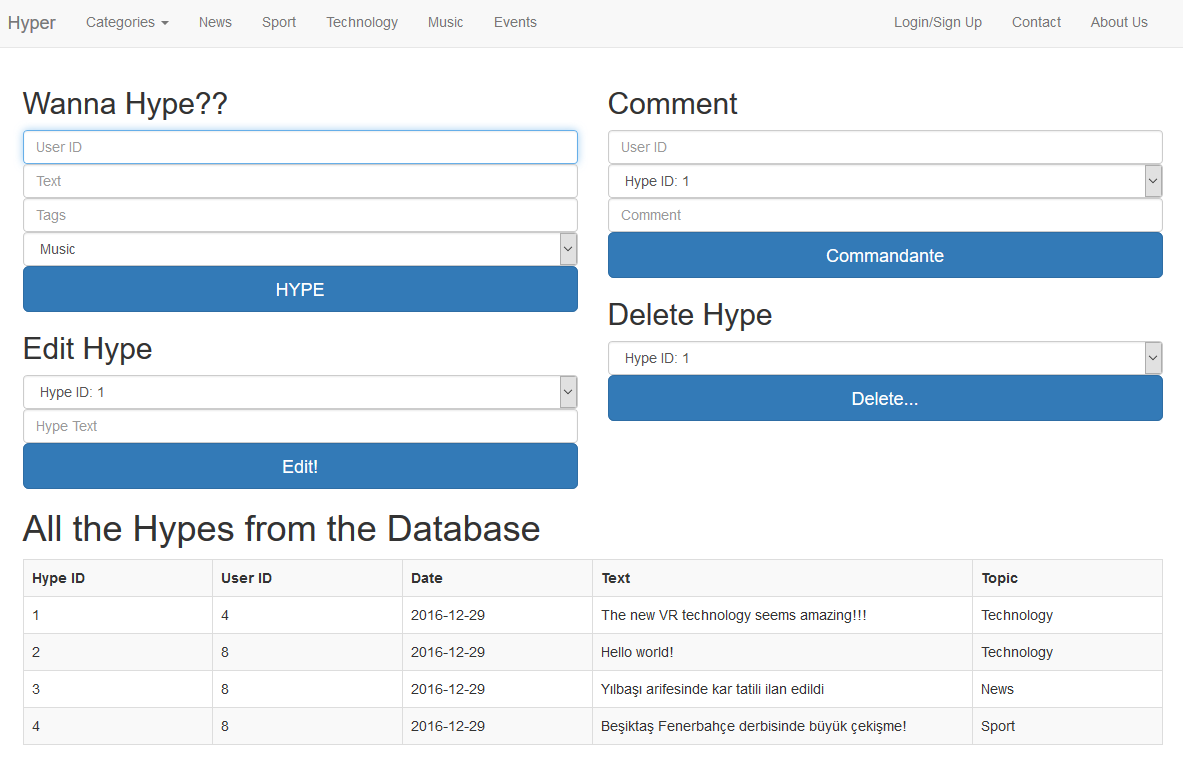 Hyper Categories News Sport Technology Music Events Login/Sign Up Contact About Us
Wanna Hype??
User ID
Text
Tags
Music
HYPE
Edit Hype
Hype ID: 1
Hype Text
Edit!
Comment
User ID
Hype ID: 1
Comment
Commandante
Delete Hype
Hype ID: 1
Delete...
All the Hypes from the Database
Hype ID User ID Date Text Topic
1 4 2016-12-29 The new VR technology seems amazing!!! Technology
2 8 2016-12-29 Hello world! Technology
3 8 2016-12-29 Yılbaşı arifesinde kar tatili ilan edildi News
4 8 2016-12-29 Beşiktaş Fenerbahçe derbisinde büyük çekişme! Sport